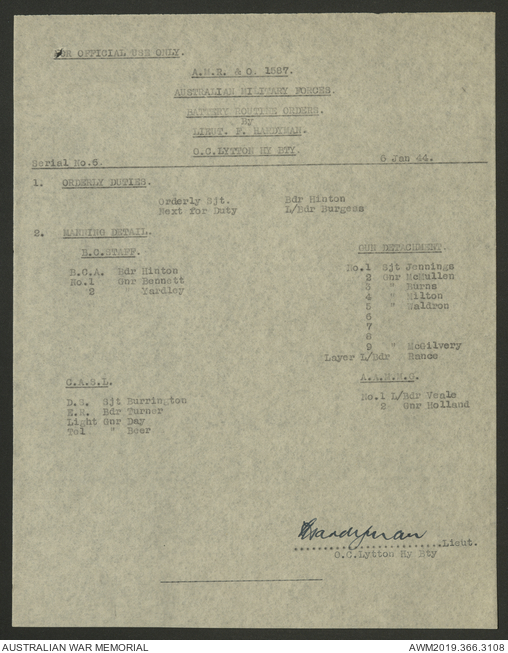 FOR OFFICIAL USE ONLY.
A.M.R. & O. 1587.
AUSTRALIAN MILITARY FORCES.
BATTERY ROUTINE ORDERS.
By
LIEUT. F. HANDYMAN.
O.C.LYTTON HY BTY.
Serial No.6. 5 Jan 44.
1. ORDERLY DUTIES.
Orderly Sjt. Bdr Hinton
Next for Duty L/Bdr Burgess
2. MANNING DETAIL.
B.C.STAFF.
B.C.A. Bdr Hinton
No.1 Gnr Bennett
2 " Yardley
GUN DETACHMENT.
No.1 Sjt Jennings
2 Gnr McMullen
3 " Burns
4 " Milton
5 " Waldron
6
7
8
9 " McGilvery
Layer L/Bdr Rance
C.A.S.L.
D.S. Sjt Burrington
E.R. Bdr Turner
Light Gnr Day
Tel " Beer
A.A.M.M.G.
No.1 L/Bdr Veale
2 Gnr Holland
Handyman
Lieut.
O.C.Lytton Hy Bty
AUSTRALIAN WAR MEMORIAL AWM2019.366.3108